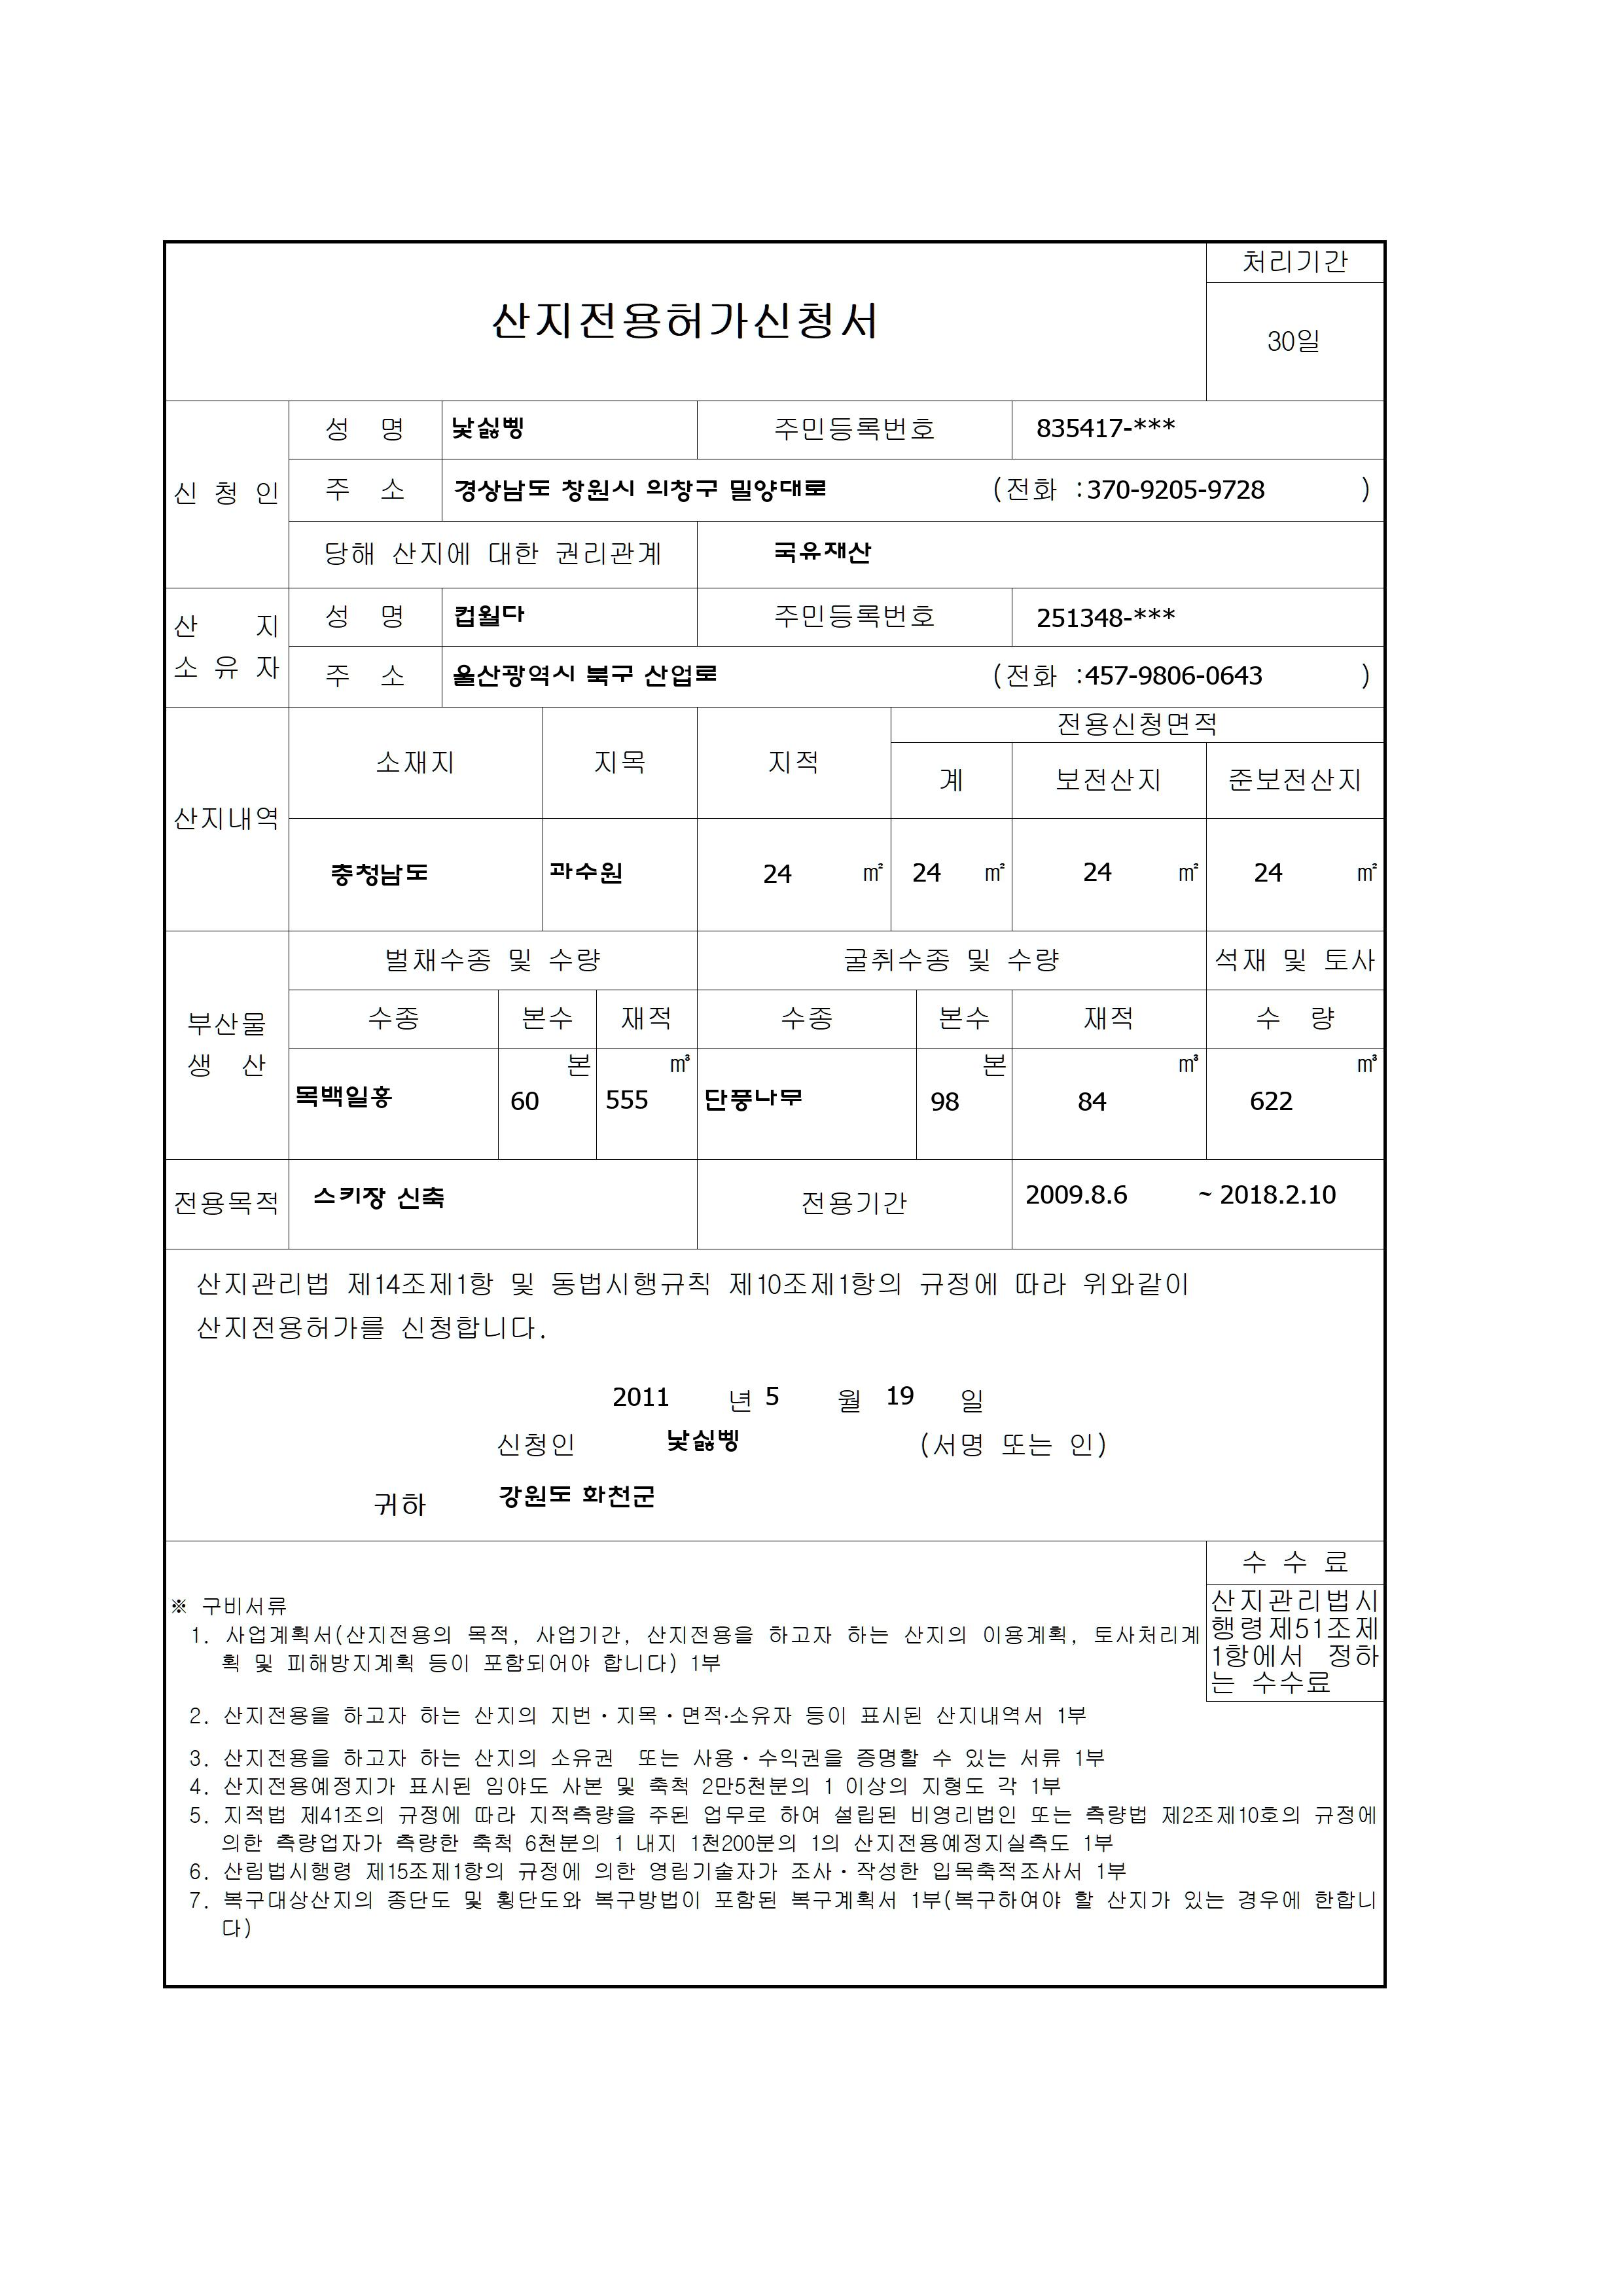 처리기간
산지전용허가신청서
30일
신 청 인
성 명 낯싫삥 주민등록번호 835417-***
주 소 경상남도 창원시 의창구 밀양대로 (전화 :370-9205-9728 )
당해 산지에 대한 권리관계 국유재산
산 지
소 유 자
성 명 컵월다 주민등록번호 251348-***
주 소 울산광역시 북구 산업로 (전화 :457-9806-0643 )
산지내역
소재지 지목 지적 전용신청면적
계 보전산지 준보전산지
충청남도 과수원 24 ㎡ 24 ㎡ 24 ㎡ 24 ㎡
부산물
생 산
벌채수종 및 수량 굴취수종 및 수량 석재 및 토사
수종 본수 재적 수종 본수 재적 수 량
본 ㎥ 본 ㎥ ㎥
목백일홍 60 555 단풍나무 98 84 622
전용목적 스키장 신축 전용기간 2009.8.6 ~ 2018.2.10
산지관리법 제14조제1항 및 동법시행규칙 제10조제1항의 규정에 따라 위와같이
산지전용허가를 신청합니다.
2011 년 5 월 19 일
신청인 낯싫삥 (서명 또는 인)
귀하 강원도 화천군
수 수 료
산지관리법시
행령제51조제
1항에서 정하
는 수수료
※ 구비서류
1. 사업계획서(산지전용의 목적, 사업기간, 산지전용을 하고자 하는 산지의 이용계획, 토사처리계
획 및 피해방지계획 등이 포함되어야 합니다) 1부
2. 산지전용을 하고자 하는 산지의 지번·지목·면적·소유자 등이 표시된 산지내역서 1부
3. 산지전용을 하고자 하는 산지의 소유권 또는 사용·수익권을 증명할 수 있는 서류 1부
4. 산지전용예정지가 표시된 임야도 사본 및 축척 2만5천분의 1 이상의 지형도 각 1부
5. 지적법 제41조의 규정에 따라 지적측량을 주된 업무로 하여 설립된 비영리법인 또는 측량법 제2조제10호의 규정에
의한 측량업자가 측량한 축척 6천분의 1 내지 1천200분의 1의 산지전용예정지실측도 1부
6. 산림법시행령 제15조제1항의 규정에 의한 영림기술자가 조사·작성한 입목축적조사서 1부
7. 복구대상산지의 종단도 및 횡단도와 복구방법이 포함된 복구계획서 1부(복구하여야 할 산지가 있는 경우에 한합니
다)